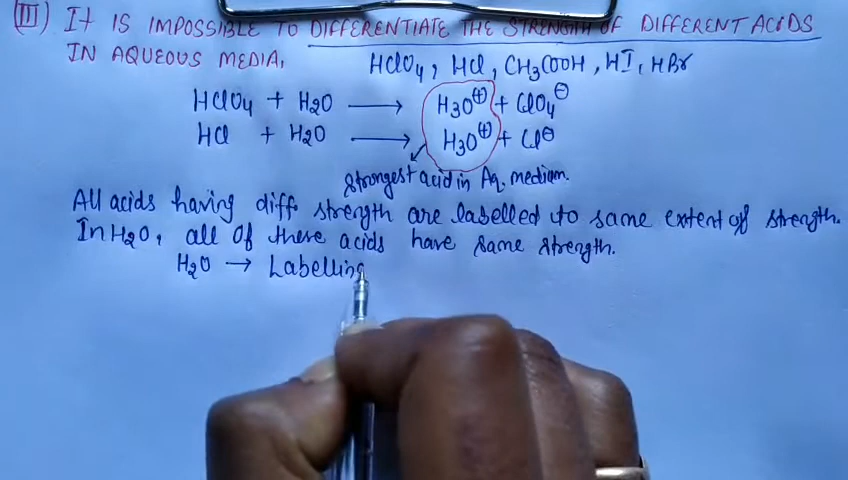 (III) It IS IMPOSSIBLE TO DIFFERENTIATE THE STRENGTH OF DIFFERENT ACIDS
IN AQUEOUS MEDIA.
HClO4, HCl, CH3COOH, HI, HBr
HClO4 + H2O → H3O⊕ + ClO4⊖
HCl + H2O → H3O⊕ + Cl⊖
Strongest acid in Aq. medium.
All acids having diff. strength are labelled to same extent of strength.
In H2O, all of these acids have same strength.
H2O → Labelling